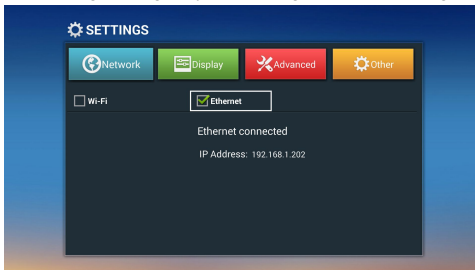 SETTINGS
Network Display Advanced Other
Wi-Fi Ethernet
Ethernet connected
IP Address: 192.168.1.202